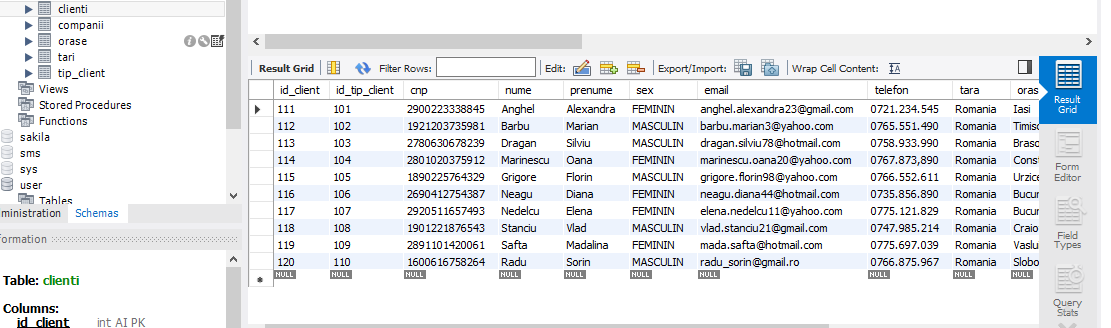 clienti
companii
orase
tari
tip_client
Views
Stored Procedures
Functions
sakila
sms
sys
user
Tables
ministration Schemas
formation
Table: clienti
Columns:
id_client int AI PK
Result Grid Filter Rows: Edit: Export/Import: Wrap Cell Content:
id_client id_tip_client cnp nume prenume sex email telefon tara oras
111 101 2900223338845 Anghel Alexandra FEMININ anghel.alexandra23@gmail.com 0721.234.545 Romania Iasi
112 102 1921203735981 Barbu Marian MASCULIN barbu.marian3@yahoo.com 0765.551.490 Romania Timiso
113 103 2780630678239 Dragan Silviu MASCULIN dragan.silviu78@hotmail.com 0758.933.990 Romania Braso
114 104 2801020375912 Marinescu Oana FEMININ marinescu.oana20@yahoo.com 0767.873,890 Romania Const
115 105 1890225764329 Grigore Florin MASCULIN grigore.florin98@yahoo.com 0766.552.611 Romania Urzice
116 106 2690412754387 Neagu Diana FEMININ neagu.diana44@hotmail.com 0735.856.890 Romania Bucur
117 107 2920511657493 Nedelcu Elena FEMININ elena.nedelcu11@yahoo.com 0775.121.829 Romania Bucur
118 108 1901221876543 Stanciu Vlad MASCULIN vlad.stanciu21@gmail.com 0747.985.214 Romania Craio
119 109 2891101420061 Safta Madalina FEMININ mada.safta@hotmail.com 0775.697.039 Romania Vaslu
120 110 1600616758264 Radu Sorin MASCULIN radu_sorin@gmail.ro 0766.875.967 Romania Slobo
NULL NULL NULL NULL NULL NULL NULL NULL NULL NULL
Result
Grid
Form
Editor
Field
Types
Query
Stats